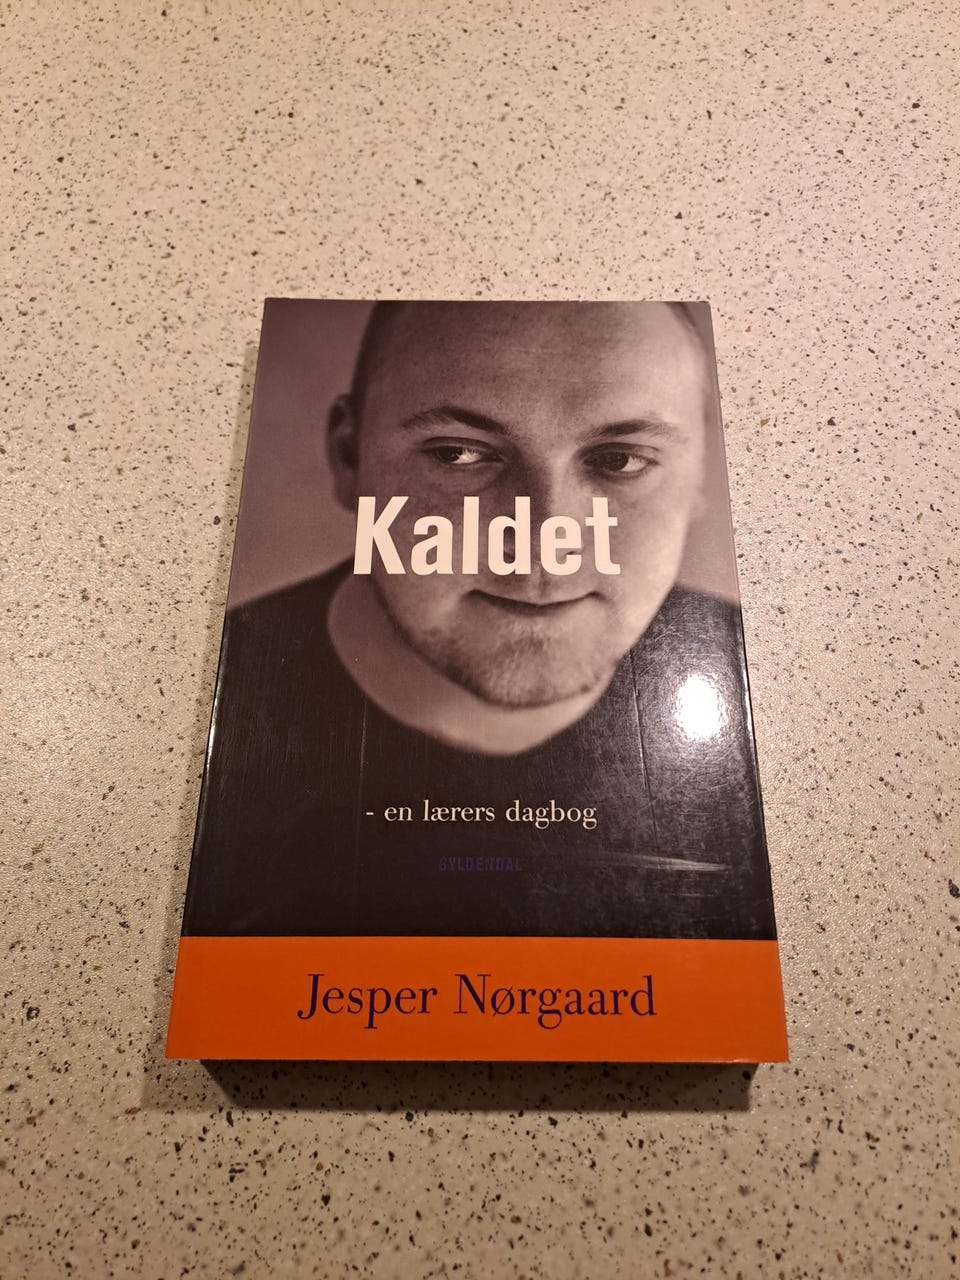 Kaldet
- en lærers dagbog
GYLDENDAL
Jesper Nørgaard